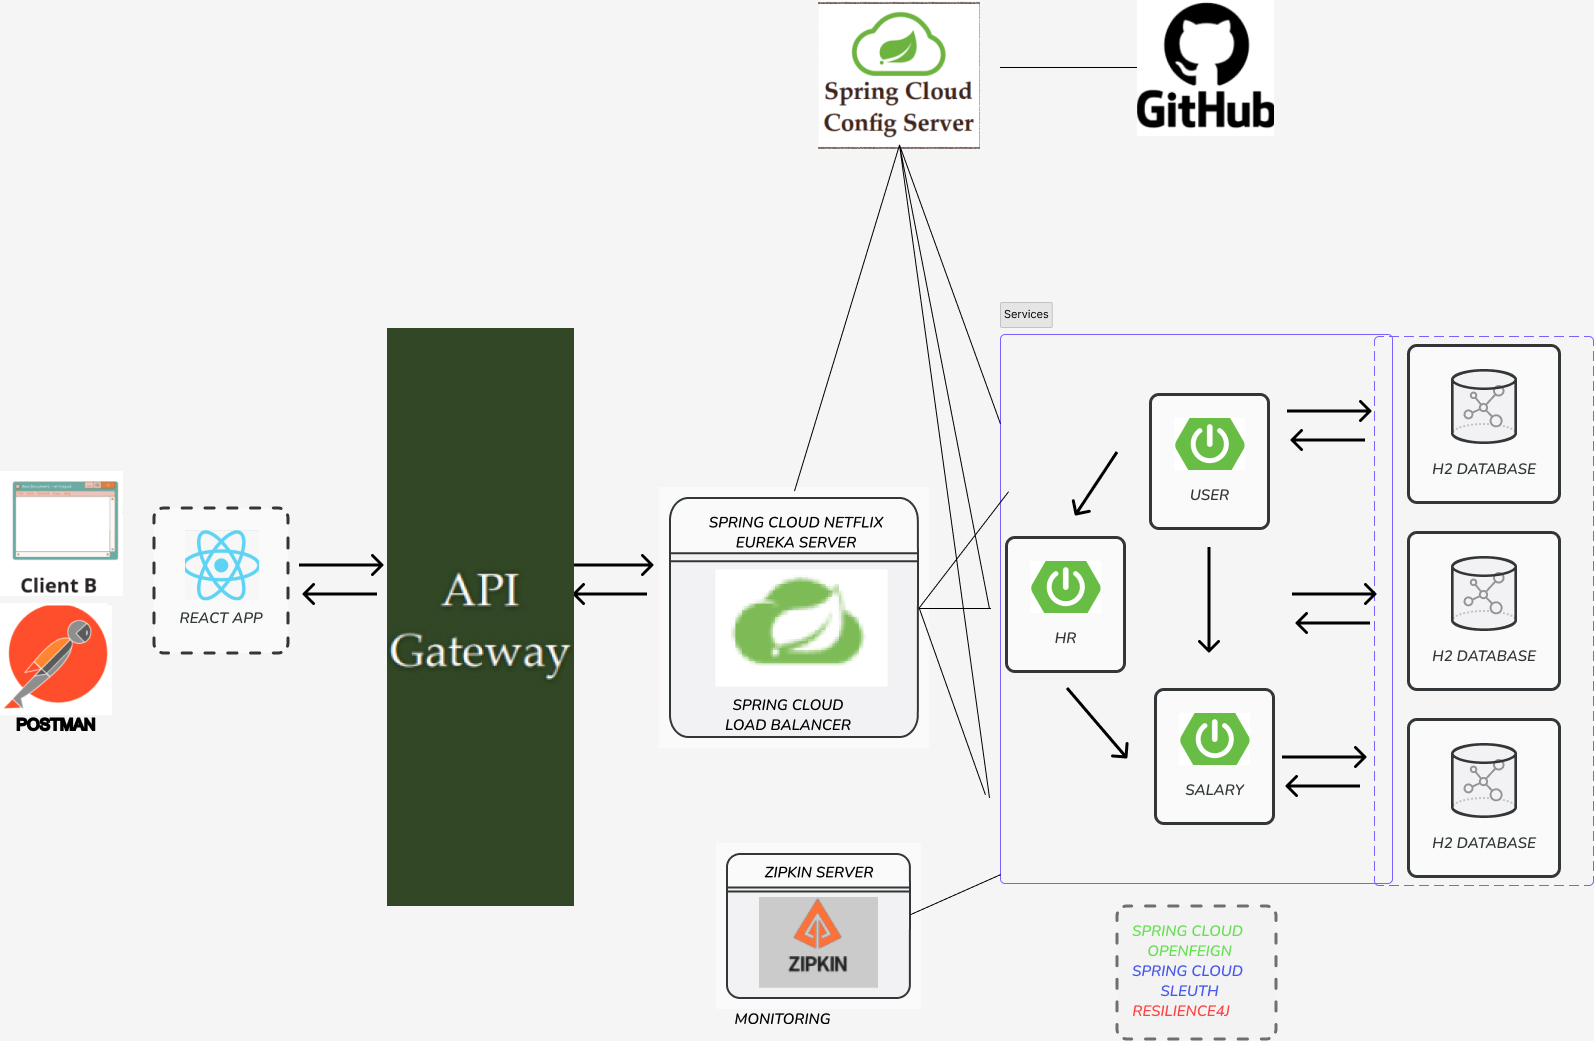 Spring Cloud
Config Server
GitHub
Services
USER
H2 DATABASE
Client B
POSTMAN
REACT APP
API
Gateway
SPRING CLOUD NETFLIX
EUREKA SERVER
SPRING CLOUD
LOAD BALANCER
HR
H2 DATABASE
SALARY
H2 DATABASE
ZIPKIN SERVER
ZIPKIN
MONITORING
SPRING CLOUD
OPENFEIGN
SPRING CLOUD
SLEUTH
RESILIENCE4J